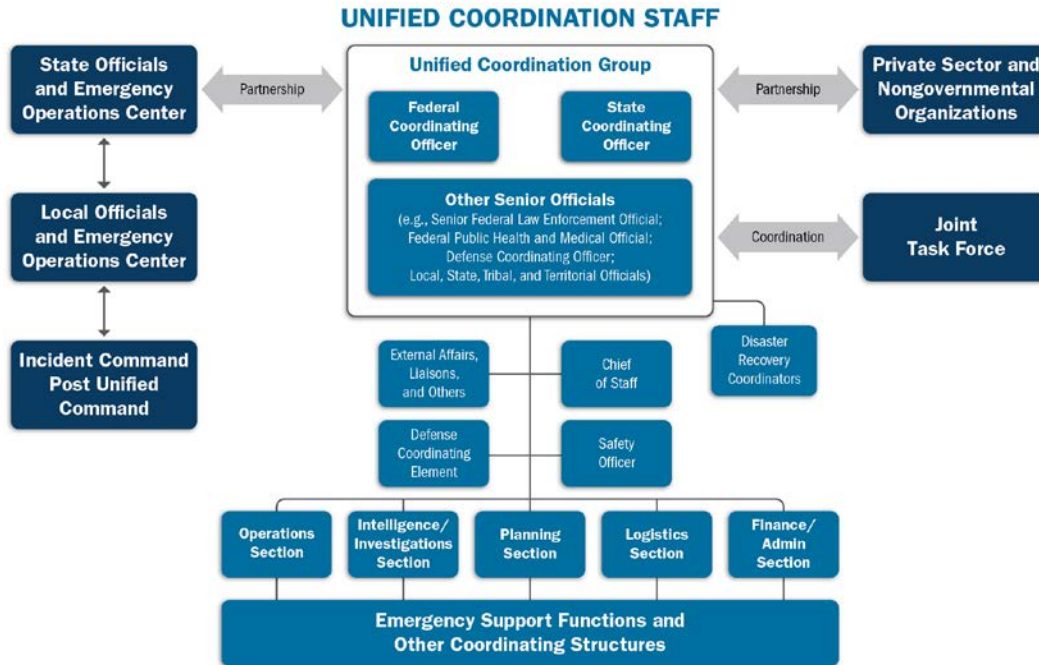 UNIFIED COORDINATION STAFF
State Officials
and Emergency
Operations Center
Partnership
Unified Coordination Group
Federal
Coordinating
Officer
State
Coordinating
Officer
Partnership
Private Sector and
Nongovernmental
Organizations
Other Senior Officials
(e.g., Senior Federal Law Enforcement Official;
Federal Public Health and Medical Official;
Defense Coordinating Officer;
Local, State, Tribal, and Territorial Officials)
Local Officials
and Emergency
Operations Center
Coordination
Joint
Task Force
Incident Command
Post Unified
Command
External Affairs,
Liaisons,
and Others
Chief
of Staff
Disaster
Recovery
Coordinators
Defense
Coordinating
Element
Safety
Officer
Operations
Section
Intelligence/
Investigations
Section
Planning
Section
Logistics
Section
Finance/
Admin
Section
Emergency Support Functions and
Other Coordinating Structures